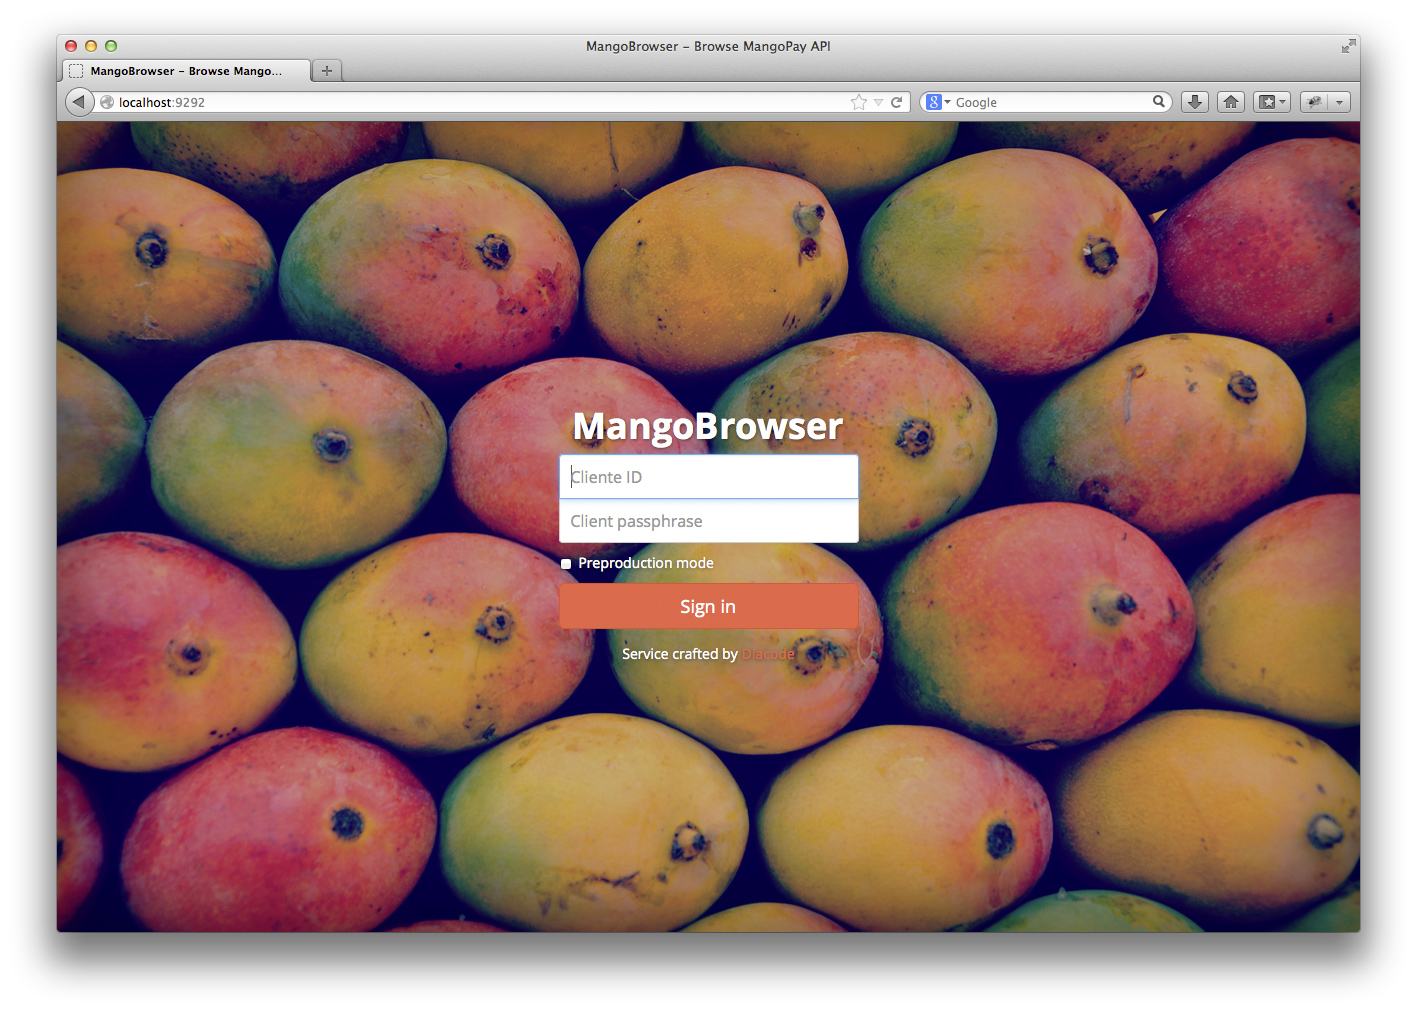 MangoBrowser – Browse MangoPay API
MangoBrowser – Browse Mango...
localhost:9292
Google
MangoBrowser
Cliente ID
Client passphrase
Preproduction mode
Sign in
Service crafted by Diacode